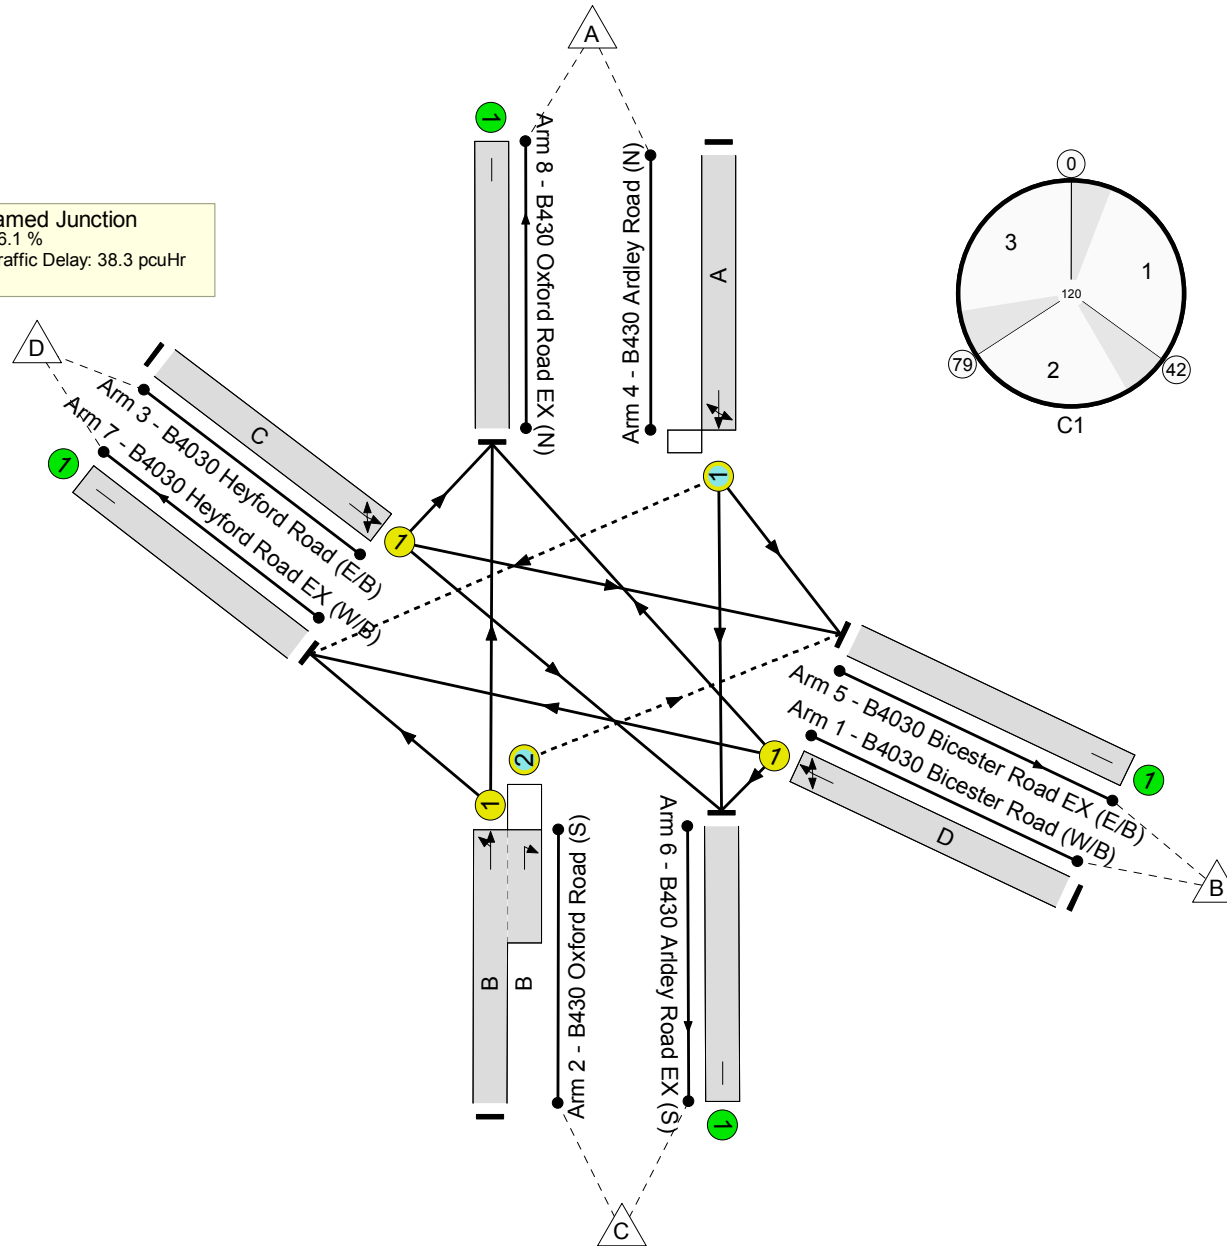 A
amed Junction
6.1 %
raffic Delay: 38.3 pcuHr
1
Arm 8 - B430 Oxford Road EX (N)
Arm 4 - B430 Ardley Road (N)
A
0
3
1
120
2
79
42
C1
D
Arm 3 - B4030 Heyford Road (E/B)
Arm 7 - B4030 Heyford Road EX (W/B)
C
1
1
1
Arm 5 - B4030 Bicester Road EX (E/B)
Arm 1 - B4030 Bicester Road (W/B)
1
2
1
1
D
B
Arm 2 - B430 Oxford Road (S)
Arm 6 - B430 Arldey Road EX (S)
B
B
1
C